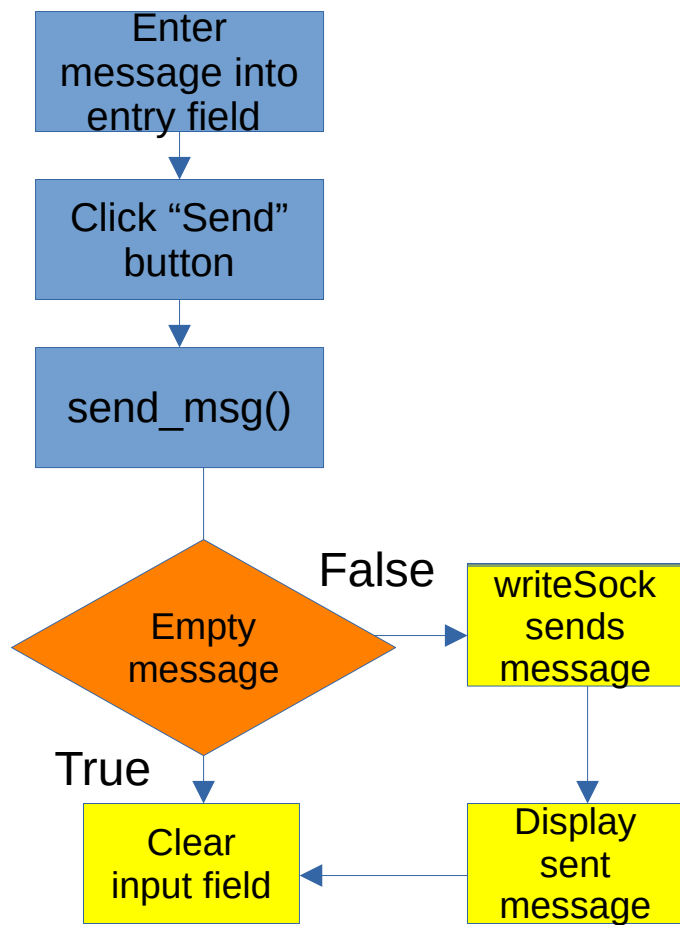 Enter
message into
entry field
Click “Send”
button
send_msg()
Empty
message
False
writeSock
sends
message
True
Clear
input field
Display
sent
message